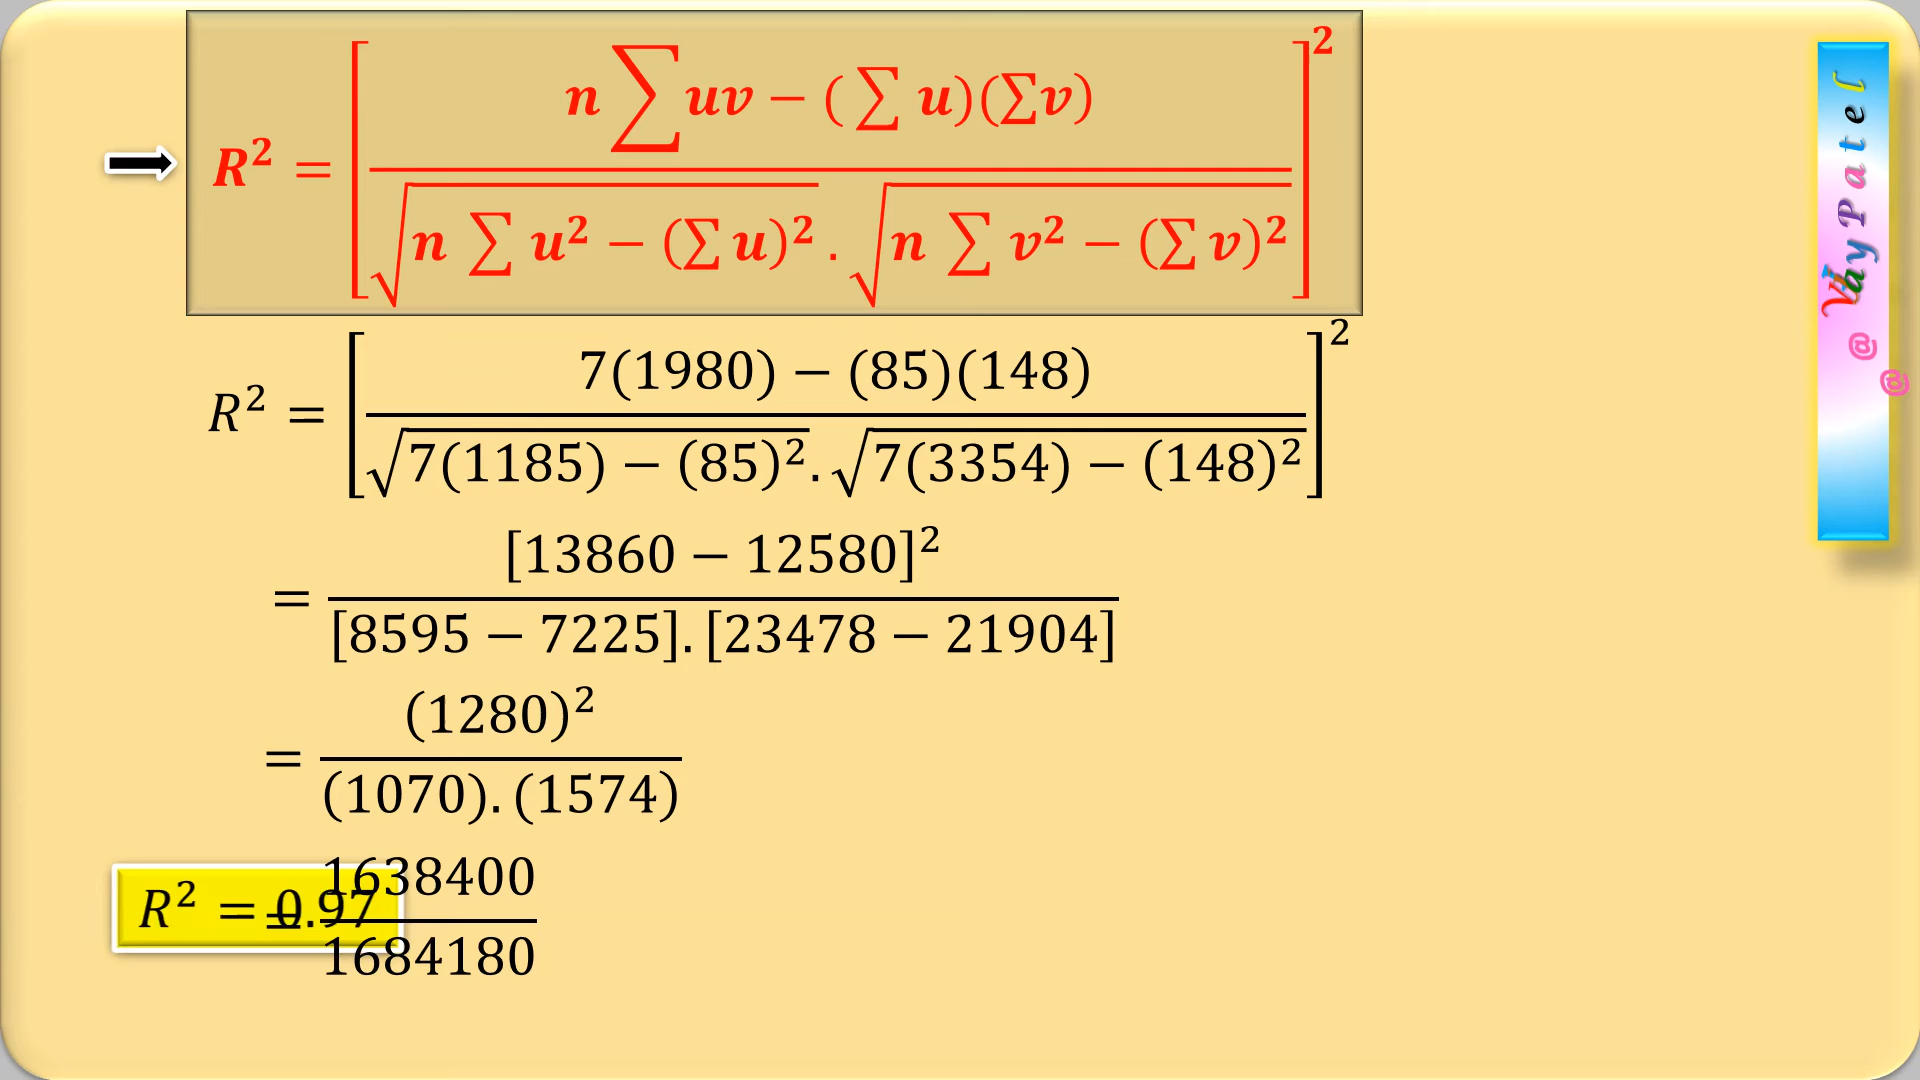 R² = [ (n ∑ uv − (∑ u)(∑v)) / (√(n ∑ u² − (∑ u)²) . √(n ∑ v² − (∑ v)²)) ]²
R² = [ (7(1980) − (85)(148)) / (√(7(1185) − (85)²) . √(7(3354) − (148)²)) ]²
= [13860 − 12580]² / [8595 − 7225].[23478 − 21904]
= (1280)² / (1070).(1574)
= 1638400 / 1684180
R² = 0.97
@ @ Vijay Patel